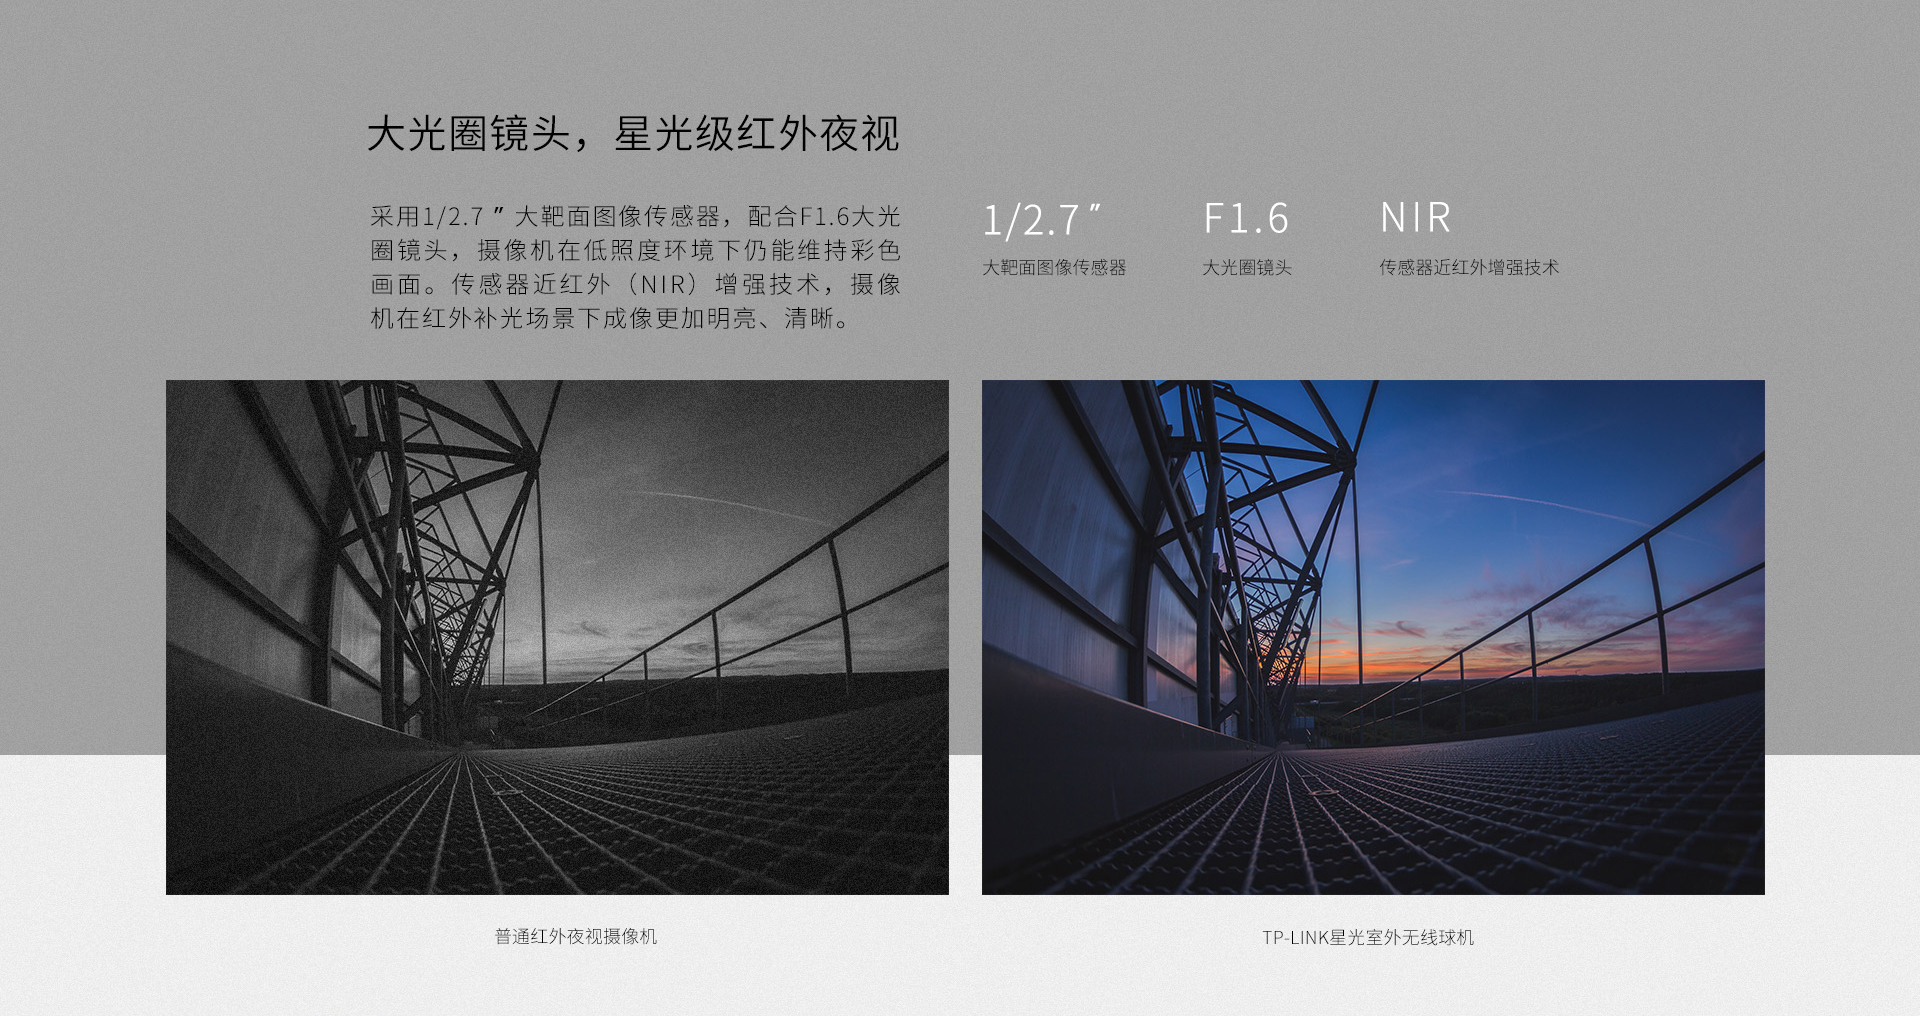 大光圈镜头，星光级红外夜视
采用1/2.7＂大靶面图像传感器，配合F1.6大光
圈镜头，摄像机在低照度环境下仍能维持彩色
画面。传感器近红外（NIR）增强技术，摄像
机在红外补光场景下成像更加明亮、清晰。
1/2.7＂
大靶面图像传感器
F1.6
大光圈镜头
NIR
传感器近红外增强技术
普通红外夜视摄像机
TP-LINK星光室外无线球机